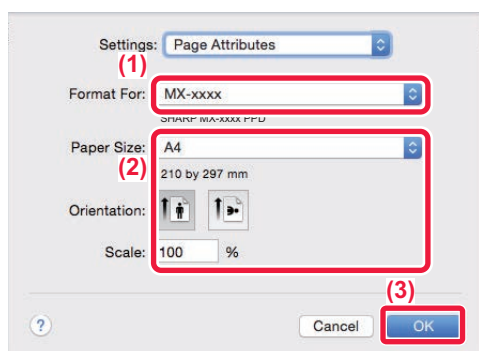 Settings: Page Attributes
(1)
Format For: MX-xxxx
SHARP MX-xxxx PPD
Paper Size: A4
(2)
210 by 297 mm
Orientation:
Scale: 100 %
(3)
? Cancel OK